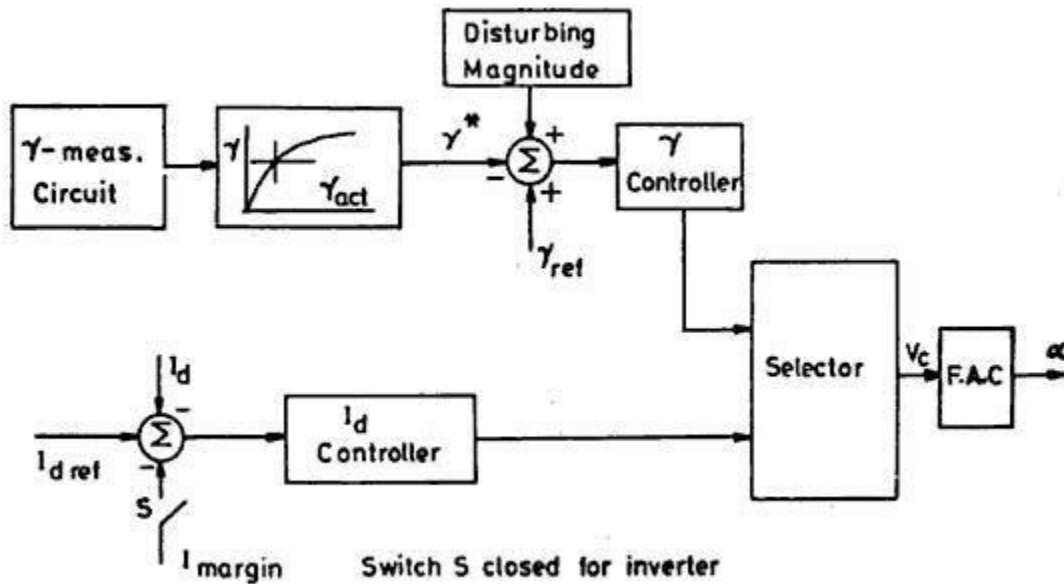 Disturbing
Magnitude
γ-meas.
Circuit
γ
γact
γ*
+
Σ
-
+
γref
γ
Controller
Selector
Vc
F.A.C
α
Id
-
Σ
Id ref
-
S
Imargin
Id
Controller
Switch S closed for inverter